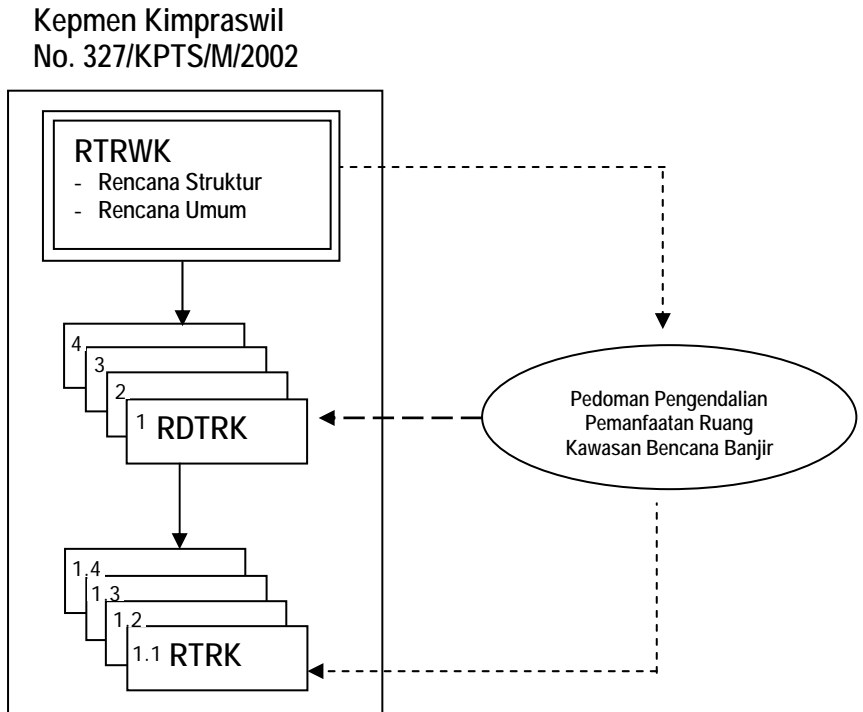 Kepmen Kimpraswil
No. 327/KPTS/M/2002
RTRWK
- Rencana Struktur
- Rencana Umum
4
3
2
1 RDTRK
Pedoman Pengendalian
Pemanfaatan Ruang
Kawasan Bencana Banjir
1.4
1.3
1.2
1.1 RTRK